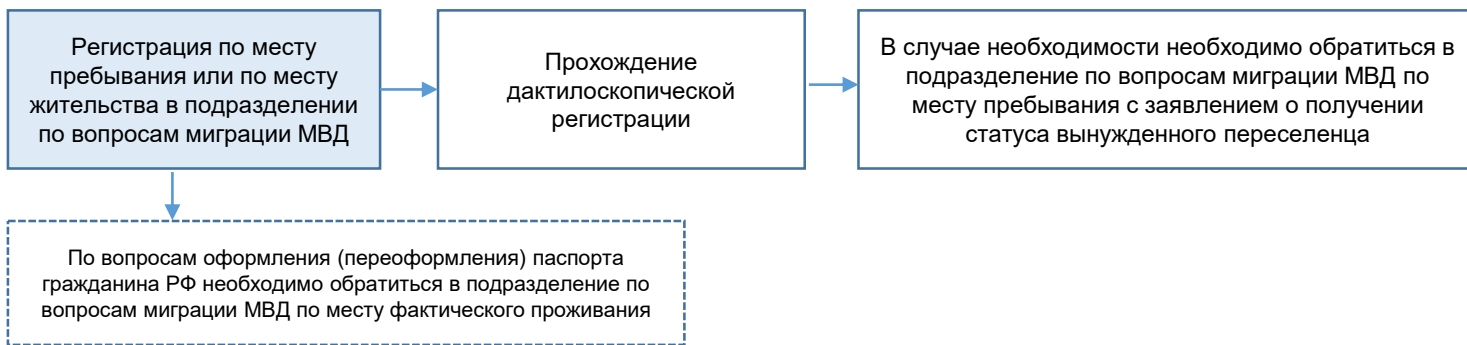 Регистрация по месту
пребывания или по месту
жительства в подразделении
по вопросам миграции МВД
Прохождение
дактилоскопической
регистрации
В случае необходимости необходимо обратиться в
подразделение по вопросам миграции МВД по
месту пребывания с заявлением о получении
статуса вынужденного переселенца
По вопросам оформления (переоформления) паспорта
гражданина РФ необходимо обратиться в подразделение по
вопросам миграции МВД по месту фактического проживания